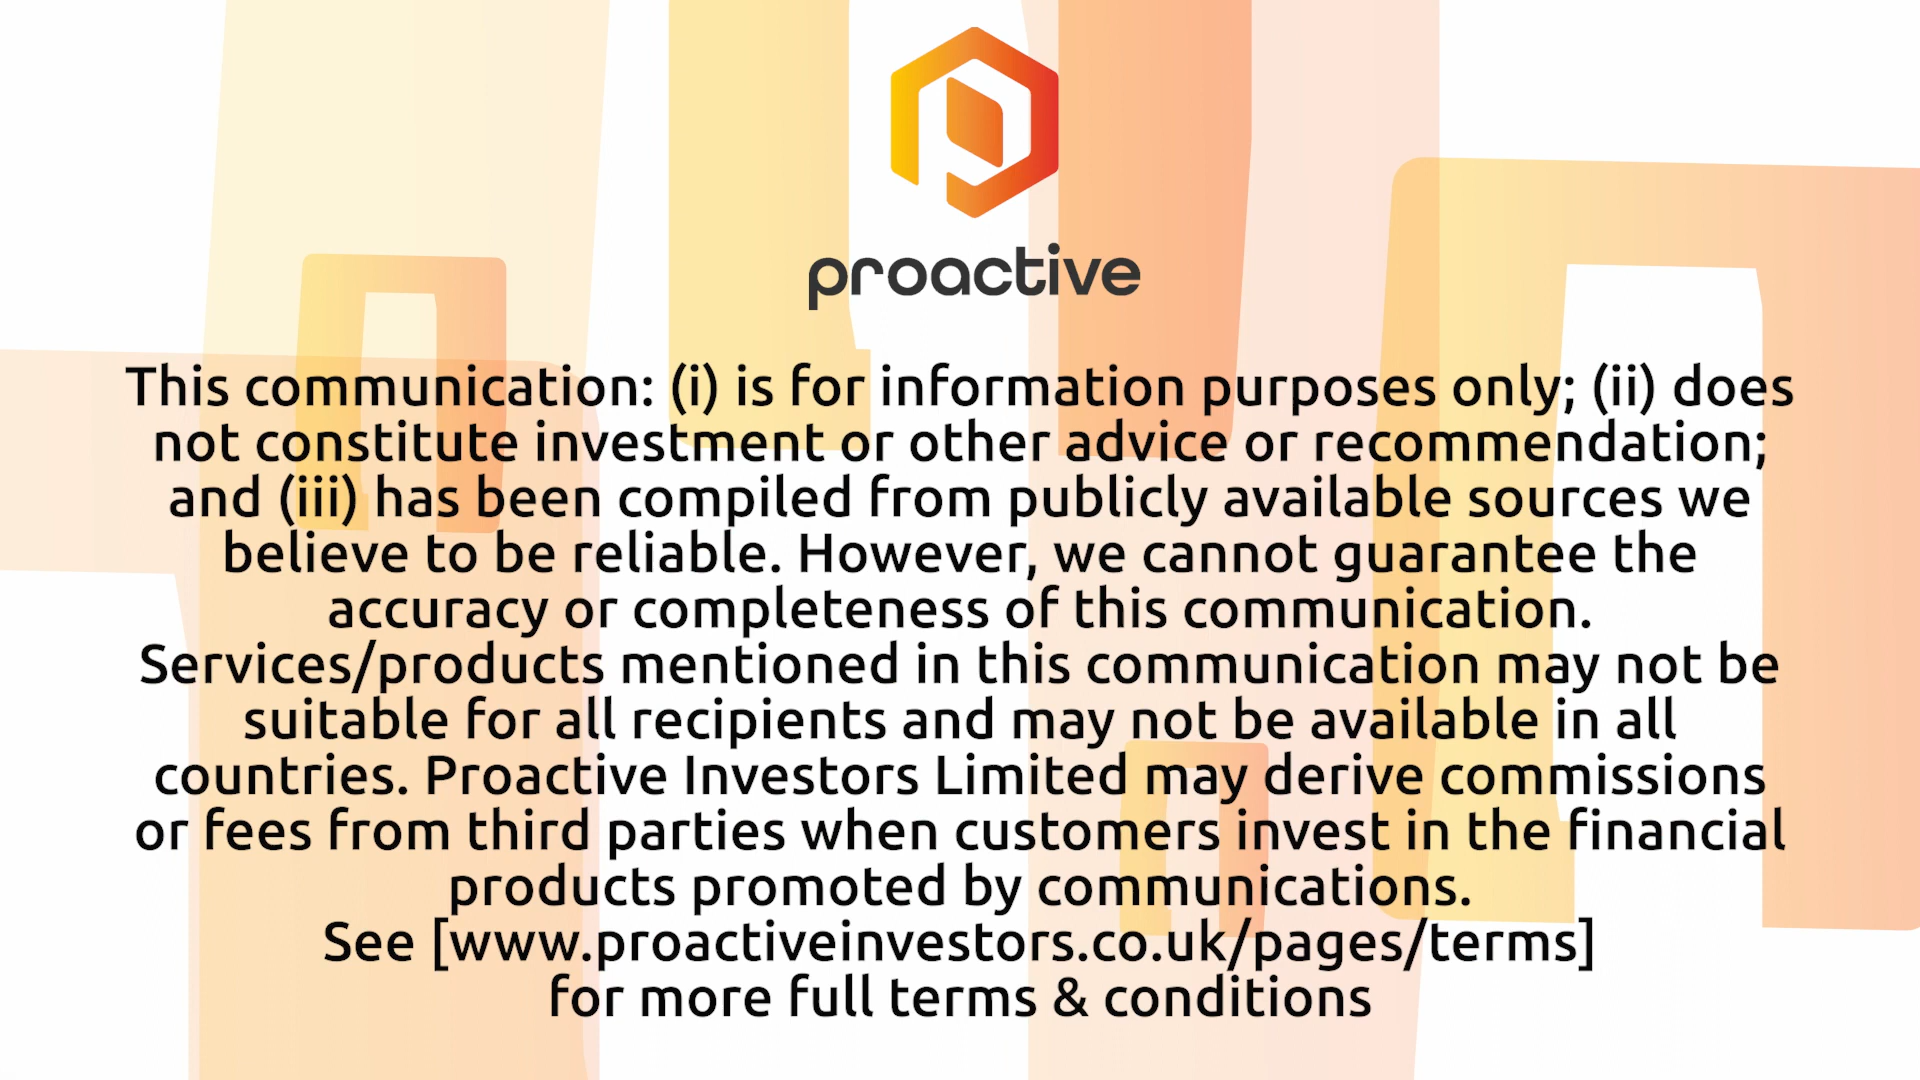 proactive
This communication: (i) is for information purposes only; (ii) does
not constitute investment or other advice or recommendation;
and (iii) has been compiled from publicly available sources we
believe to be reliable. However, we cannot guarantee the
accuracy or completeness of this communication.
Services/products mentioned in this communication may not be
suitable for all recipients and may not be available in all
countries. Proactive Investors Limited may derive commissions
or fees from third parties when customers invest in the financial
products promoted by communications.
See [www.proactiveinvestors.co.uk/pages/terms]
for more full terms & conditions